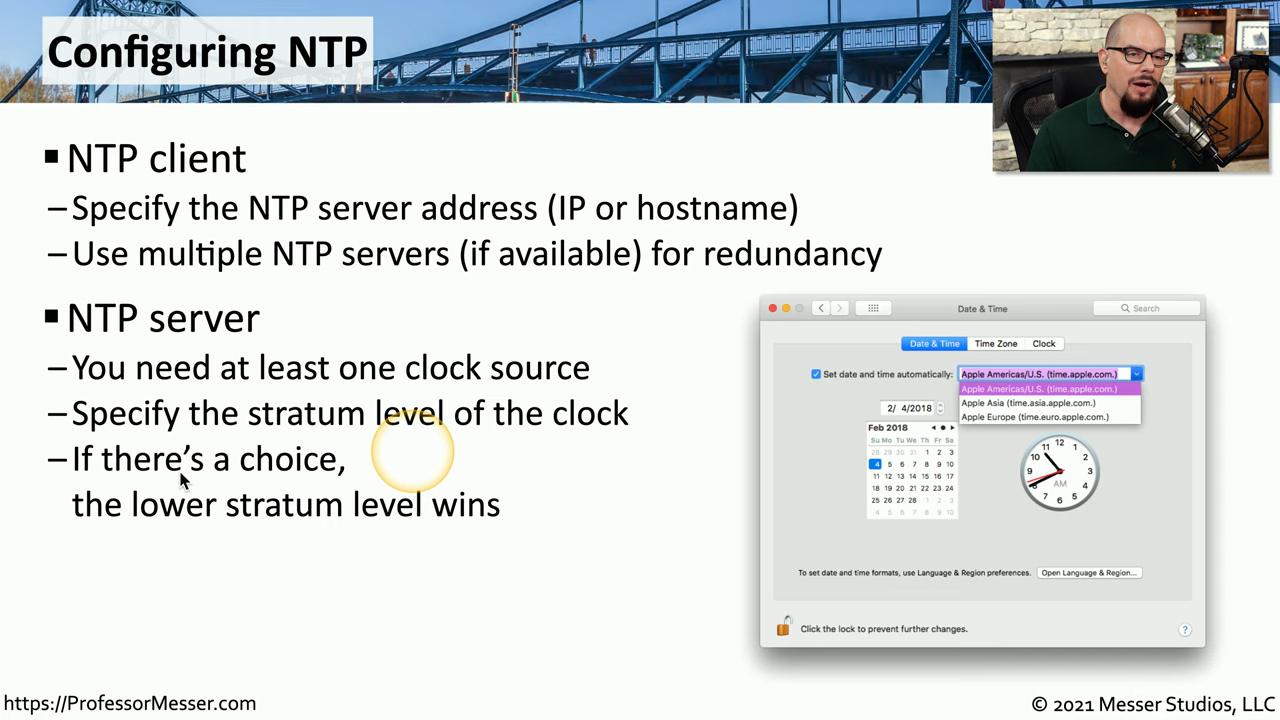 Configuring NTP
▪ NTP client
– Specify the NTP server address (IP or hostname)
– Use multiple NTP servers (if available) for redundancy
▪ NTP server
– You need at least one clock source
– Specify the stratum level of the clock
– If there's a choice,
the lower stratum level wins
Date & Time
Search
Date & Time Time Zone Clock
Set date and time automatically: Apple Americas/U.S. (time.apple.com.)
Apple Americas/U.S. (time.apple.com.)
Apple Asia (time.asia.apple.com.)
Apple Europe (time.euro.apple.com.)
2/ 4/2018
Feb 2018
Su Mo Tu We Th Fr Sa
28 29 30 31 1 2 3
4 5 6 7 8 9 10
11 12 13 14 15 16 17
18 19 20 21 22 23 24
25 26 27 28 1 2 3
4 5 6 7 8 9 10
12 1 2 3 4 5 6 7 8 9 10 11
AM
To set date and time formats, use Language & Region preferences. Open Language & Region...
Click the lock to prevent further changes. ?
https://ProfessorMesser.com
© 2021 Messer Studios, LLC